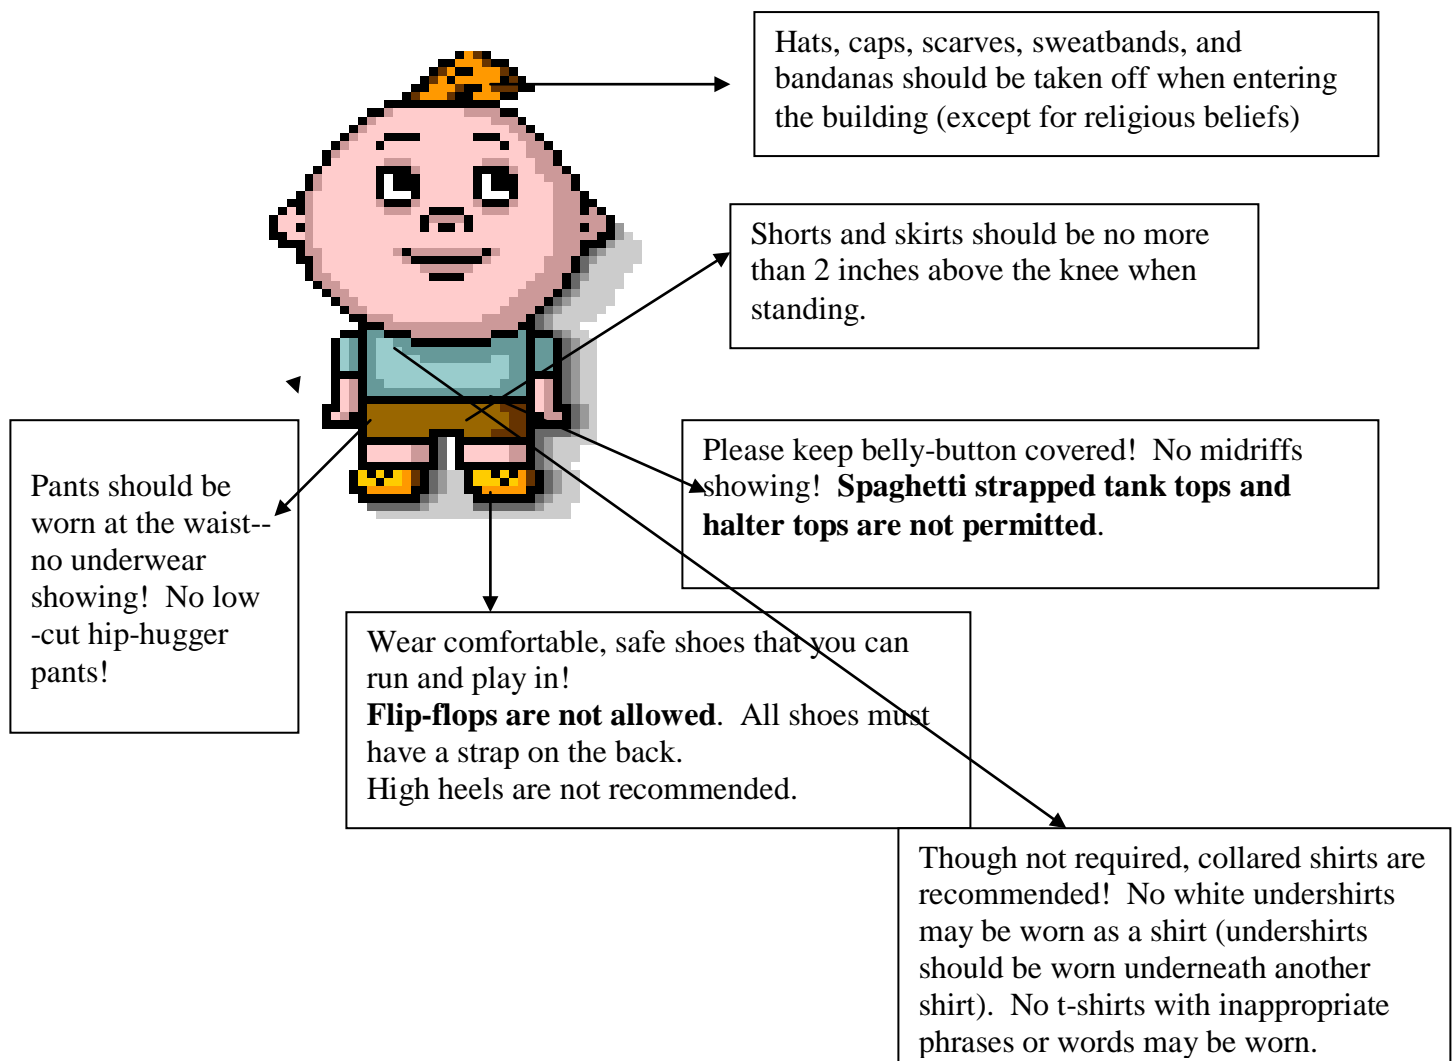 Hats, caps, scarves, sweatbands, and
bandanas should be taken off when entering
the building (except for religious beliefs)
Shorts and skirts should be no more
than 2 inches above the knee when
standing.
Please keep belly-button covered!  No midriffs
showing!  Spaghetti strapped tank tops and
halter tops are not permitted.
Pants should be
worn at the waist--
no underwear
showing!  No low
-cut hip-hugger
pants!
Wear comfortable, safe shoes that you can
run and play in!
Flip-flops are not allowed.  All shoes must
have a strap on the back.
High heels are not recommended.
Though not required, collared shirts are
recommended!  No white undershirts
may be worn as a shirt (undershirts
should be worn underneath another
shirt).  No t-shirts with inappropriate
phrases or words may be worn.